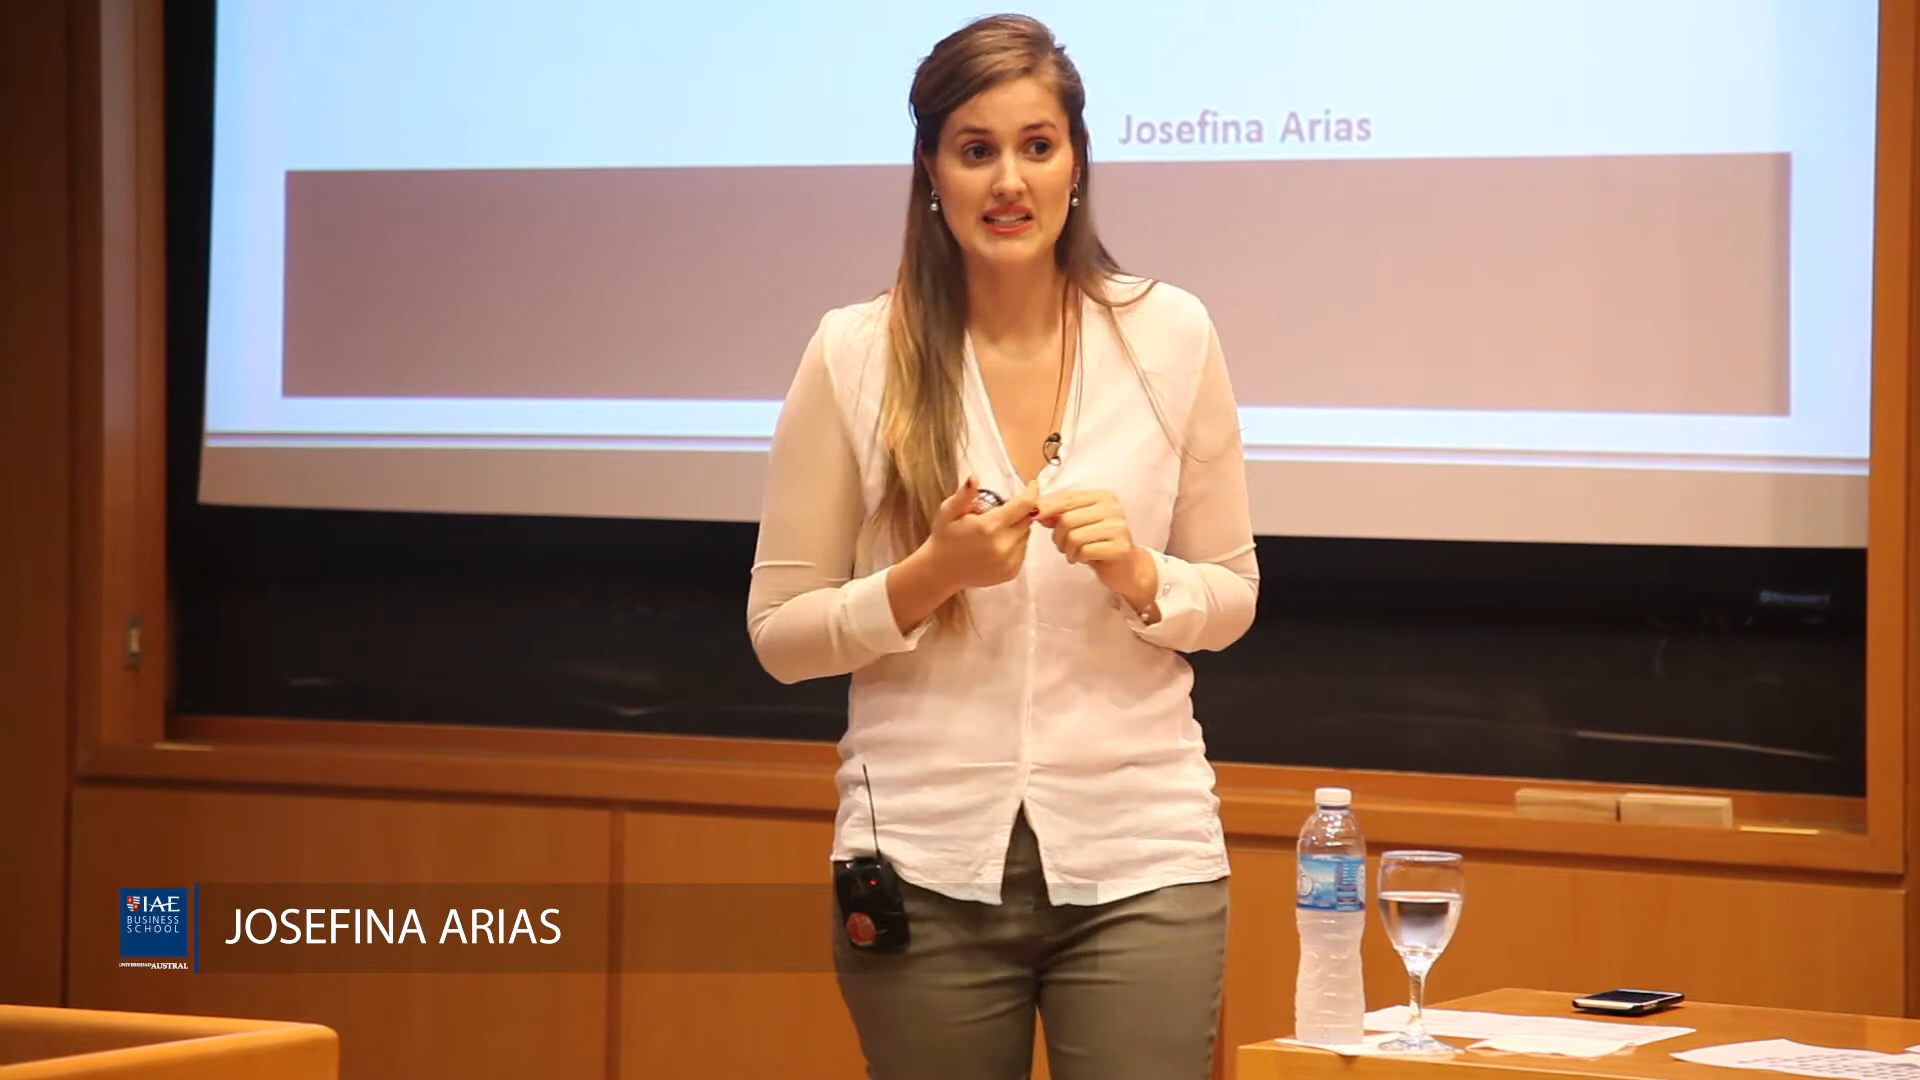 Josefina Arias
IAE
BUSINESS
SCHOOL
UNIVERSIDAD AUSTRAL
JOSEFINA ARIAS